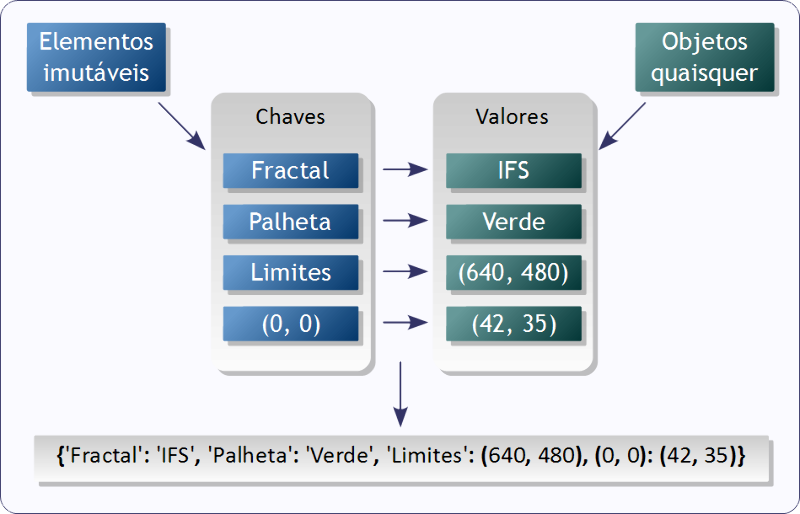 Elementos
imutáveis
Objetos
quaisquer
Chaves
Valores
Fractal
IFS
Palheta
Verde
Limites
(640, 480)
(0, 0)
(42, 35)
{'Fractal': 'IFS', 'Palheta': 'Verde', 'Limites': (640, 480), (0, 0): (42, 35)}